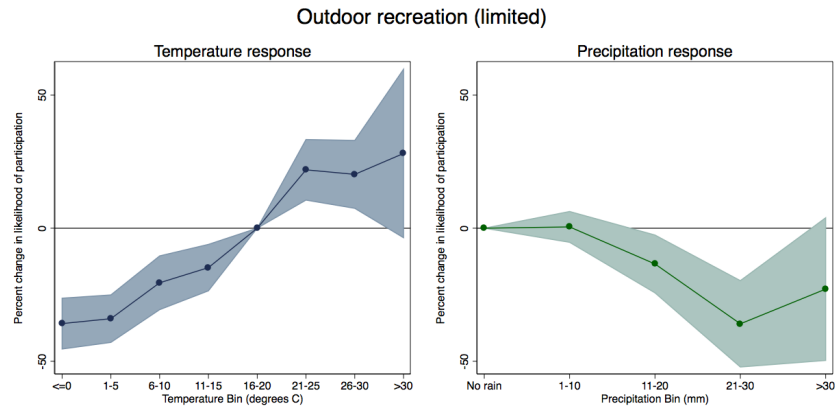 Outdoor recreation (limited)
Temperature response
Percent change in likelihood of participation
50
0
-50
<=0 1-5 6-10 11-15 16-20 21-25 26-30 >30
Temperature Bin (degrees C)
Precipitation response
Percent change in likelihood of participation
50
0
-50
No rain 1-10 11-20 21-30 >30
Precipitation Bin (mm)